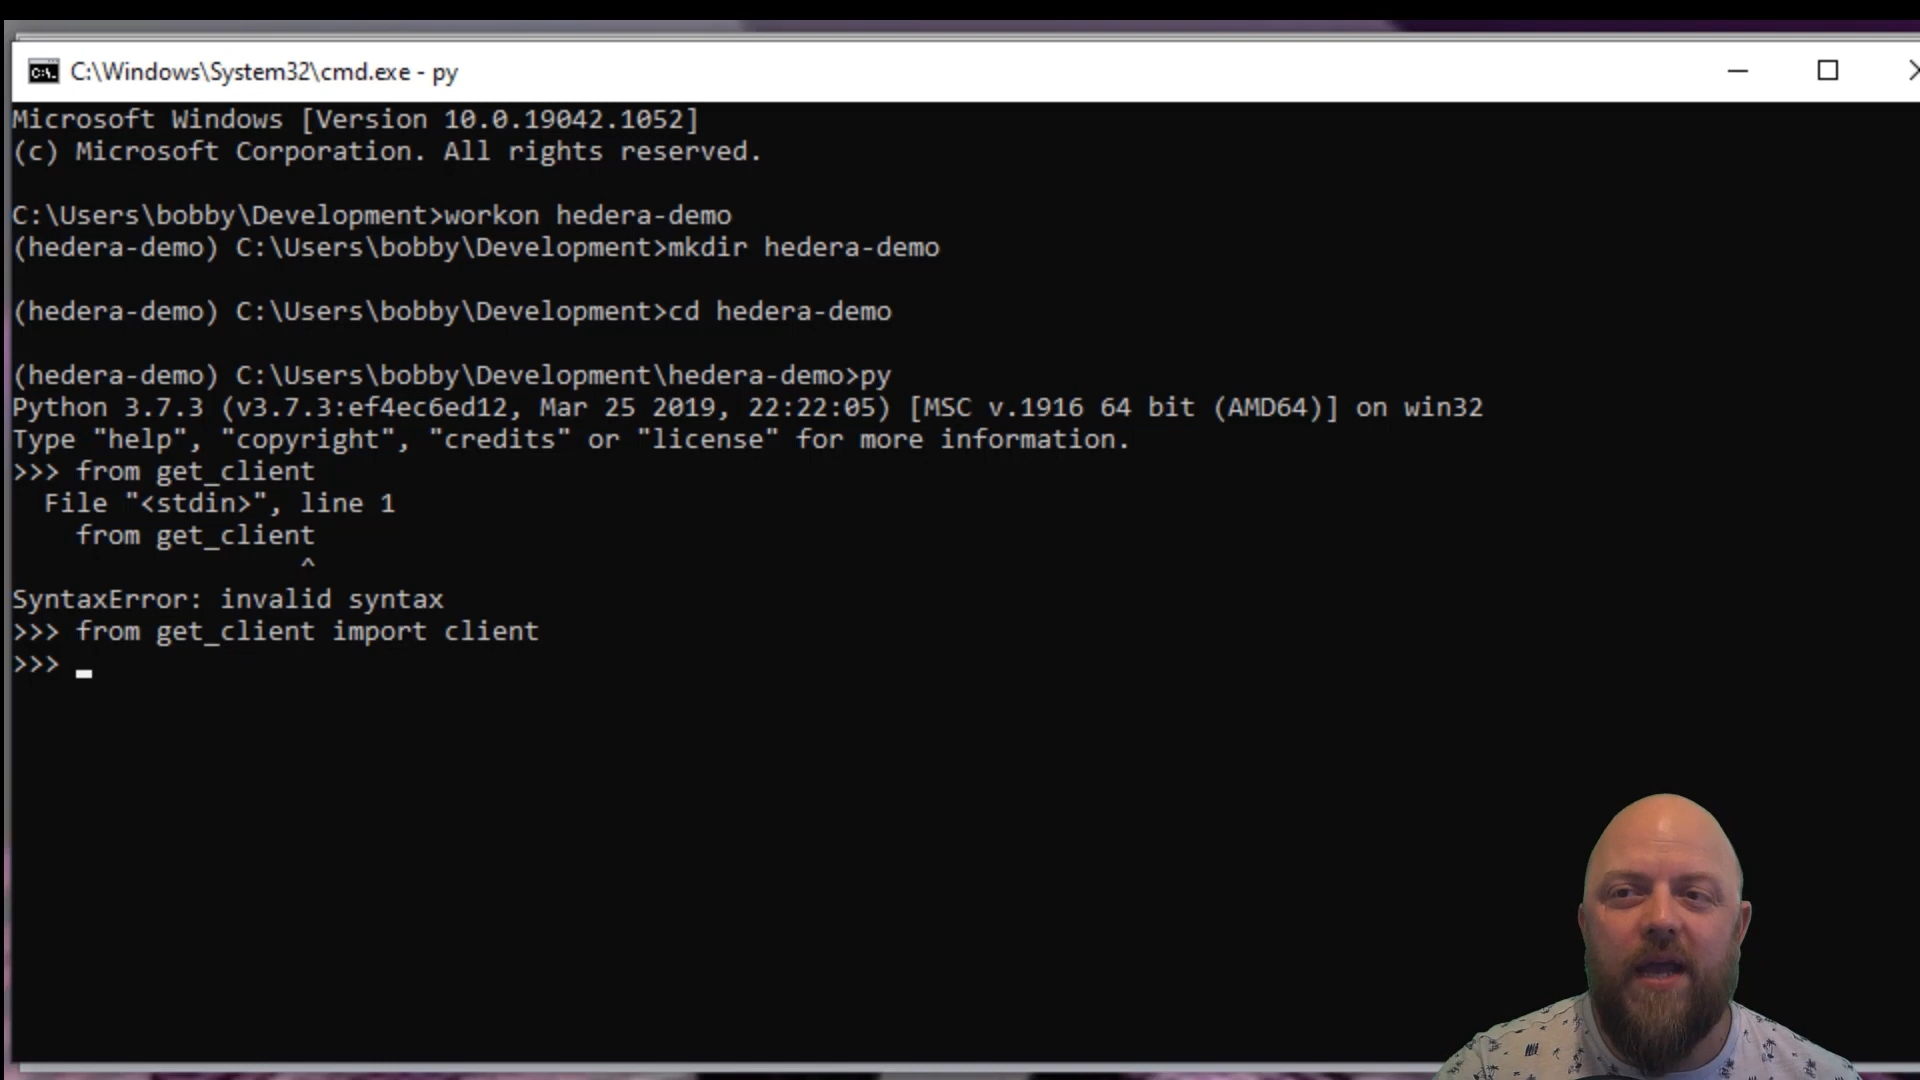 C:\Windows\System32\cmd.exe - py
Microsoft Windows [Version 10.0.19042.1052]
(c) Microsoft Corporation. All rights reserved.
C:\Users\bobby\Development>workon hedera-demo
(hedera-demo) C:\Users\bobby\Development>mkdir hedera-demo
(hedera-demo) C:\Users\bobby\Development>cd hedera-demo
(hedera-demo) C:\Users\bobby\Development\hedera-demo>py
Python 3.7.3 (v3.7.3:ef4ec6ed12, Mar 25 2019, 22:22:05) [MSC v.1916 64 bit (AMD64)] on win32
Type "help", "copyright", "credits" or "license" for more information.
>>> from get_client
  File "<stdin>", line 1
    from get_client
                  ^
SyntaxError: invalid syntax
>>> from get_client import client
>>>